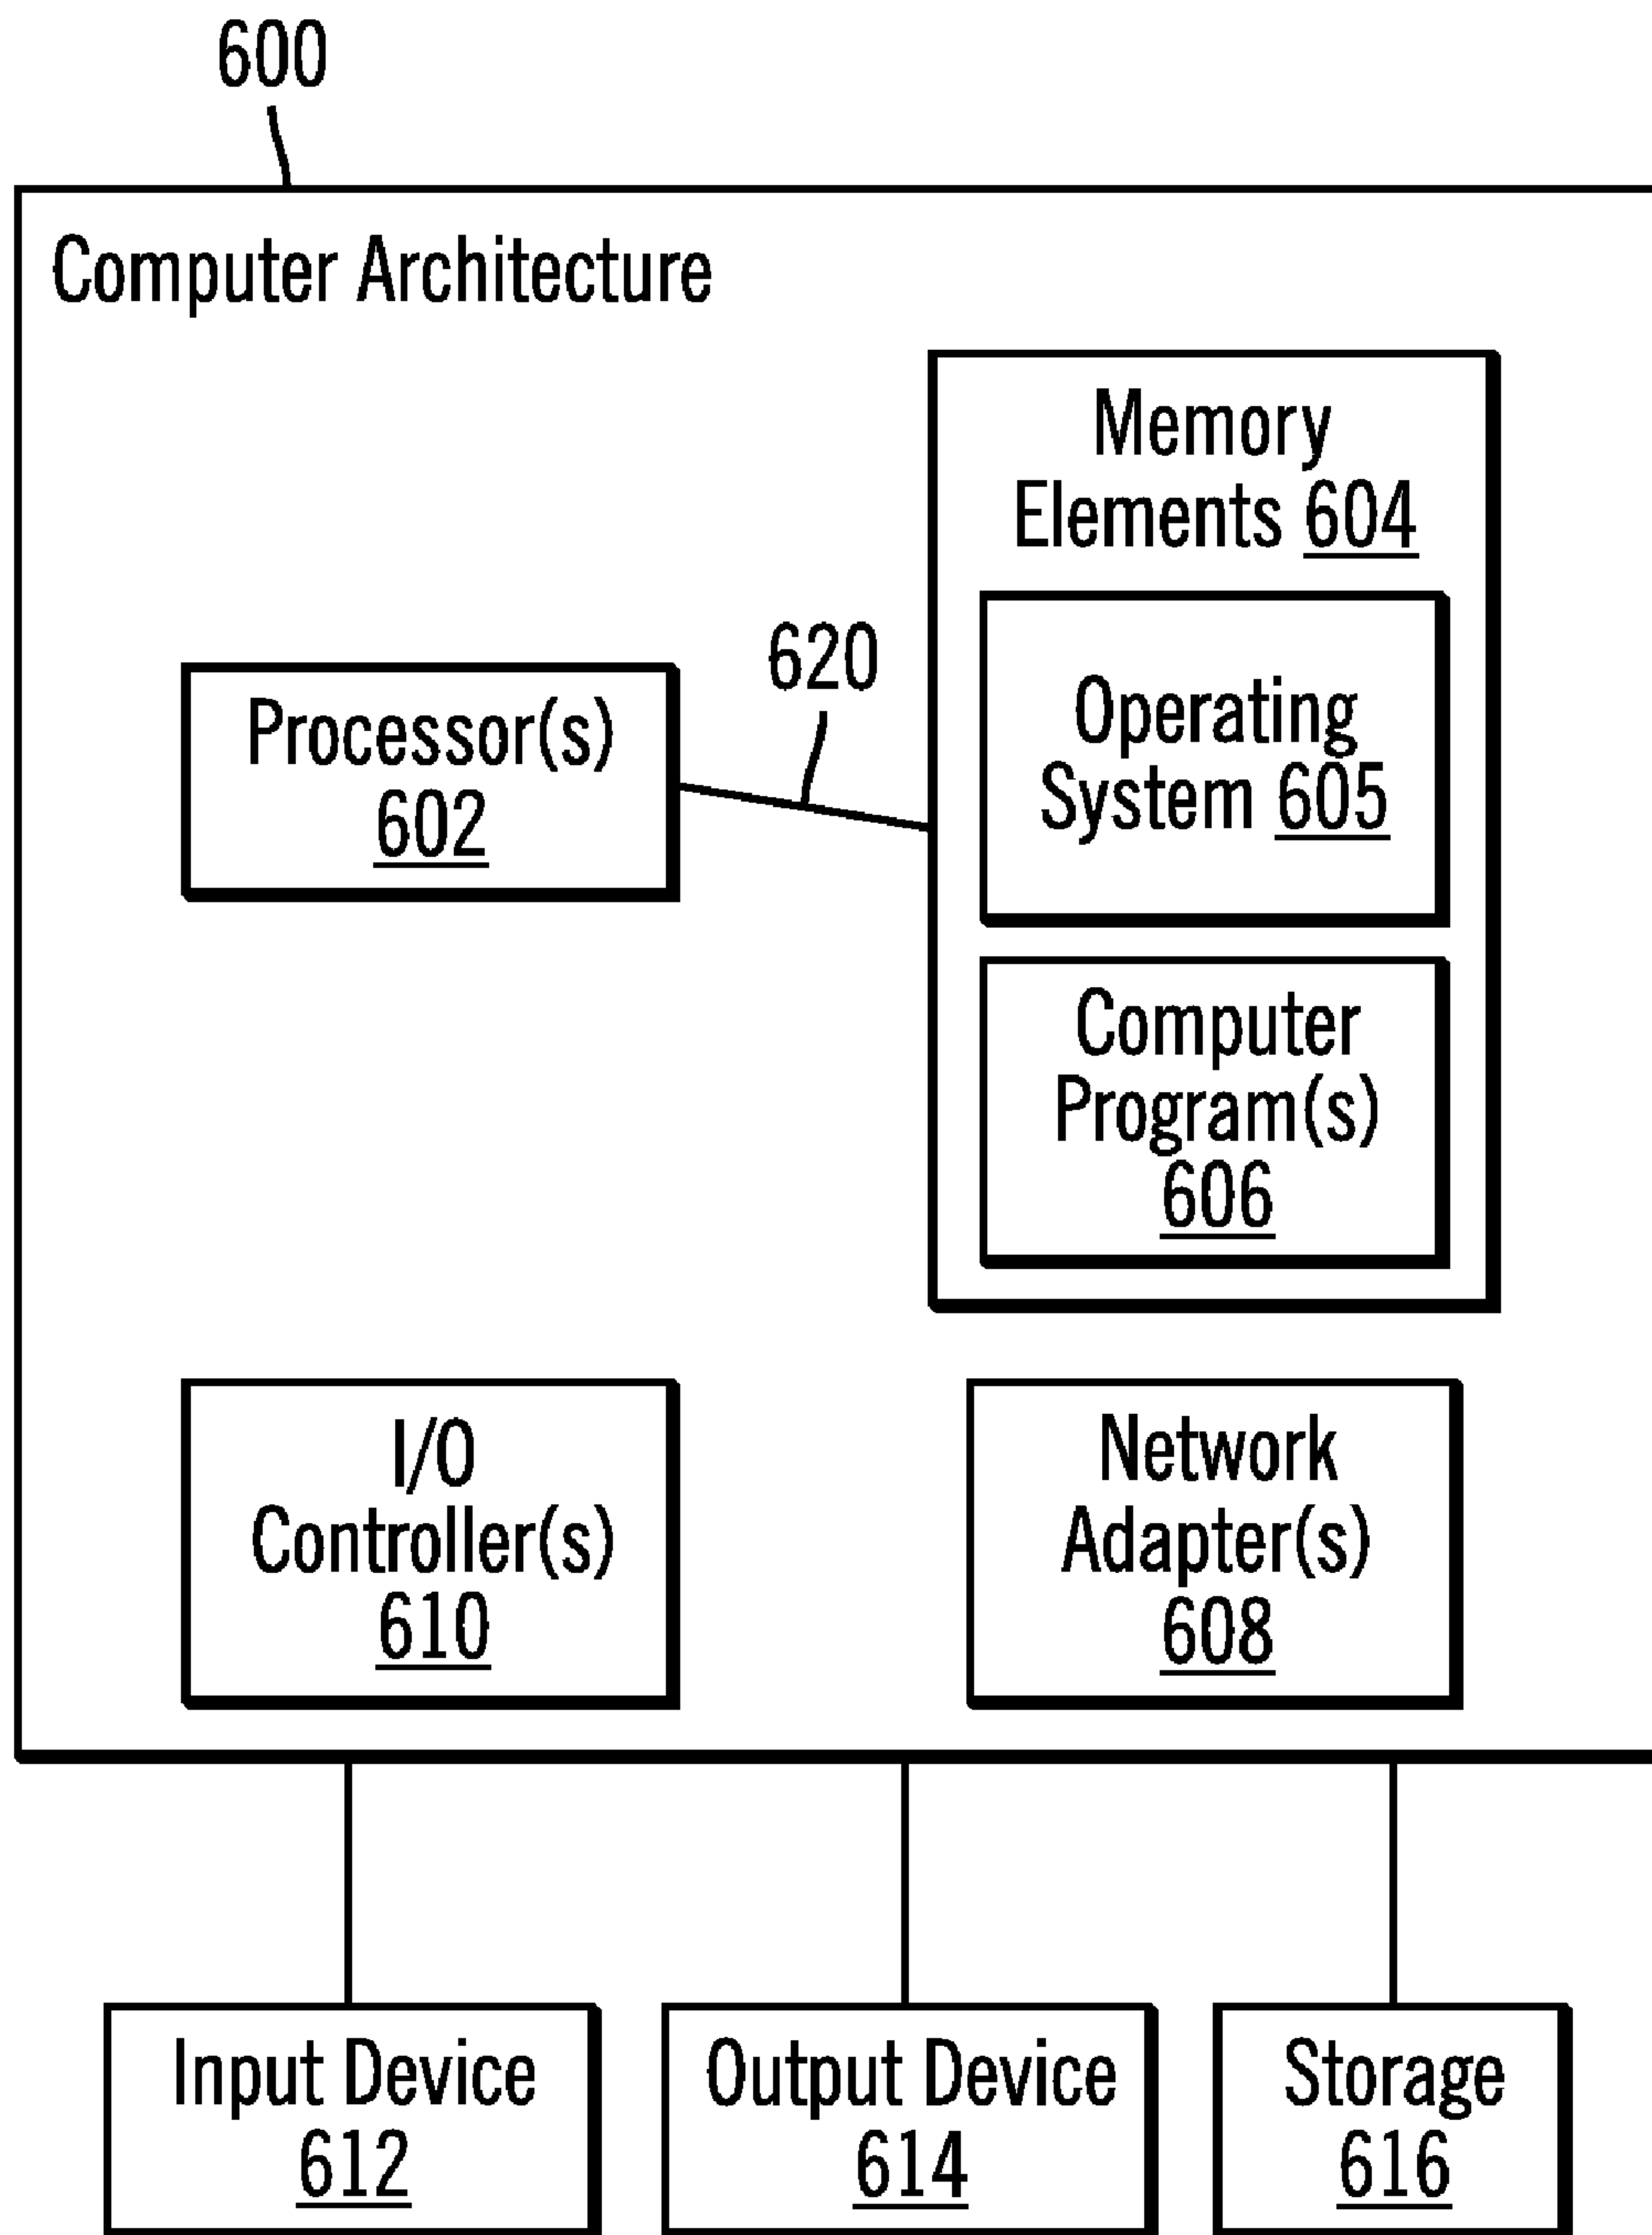 600
Computer Architecture
Memory
Elements 604
620
Processor(s)
602
Operating
System 605
Computer
Program(s)
606
I/O
Controller(s)
610
Network
Adapter(s)
608
Input Device
612
Output Device
614
Storage
616